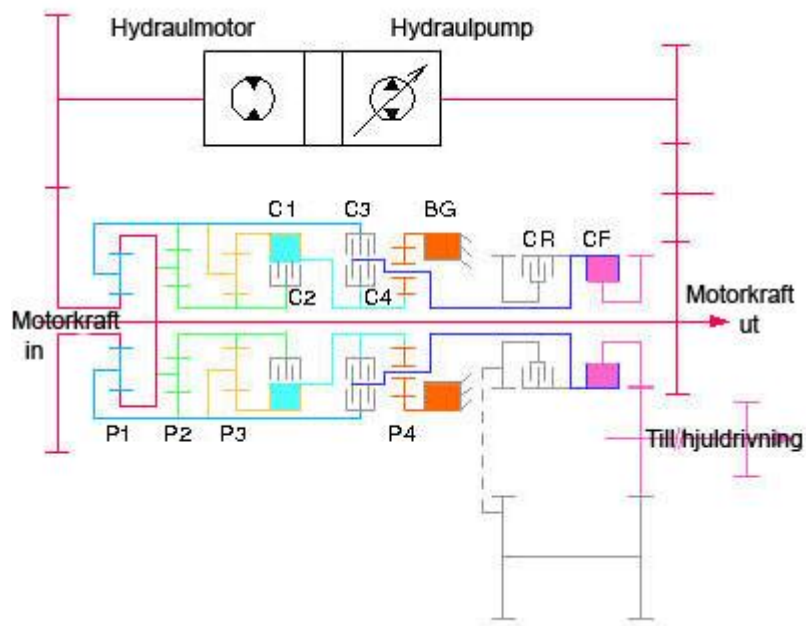 Hydraulmotor
Hydraulpump
C1
C3
BG
CR
CF
C2
C4
Motorkraft
in
Motorkraft
ut
P1
P2
P3
P4
Till hjuldrivning